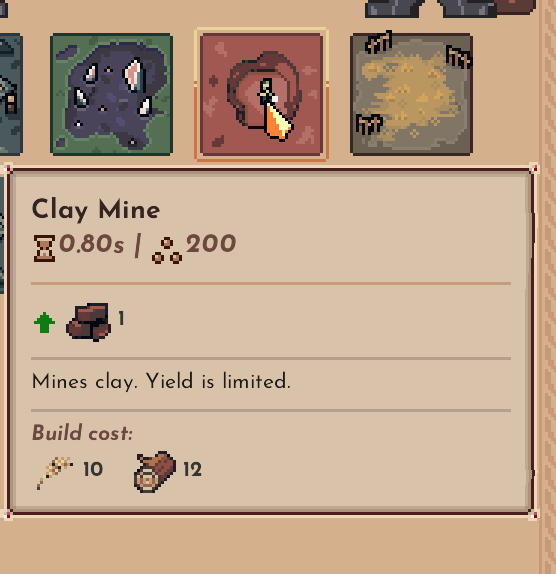 Clay Mine
0.80s | 200
1
Mines clay. Yield is limited.
Build cost:
10 12